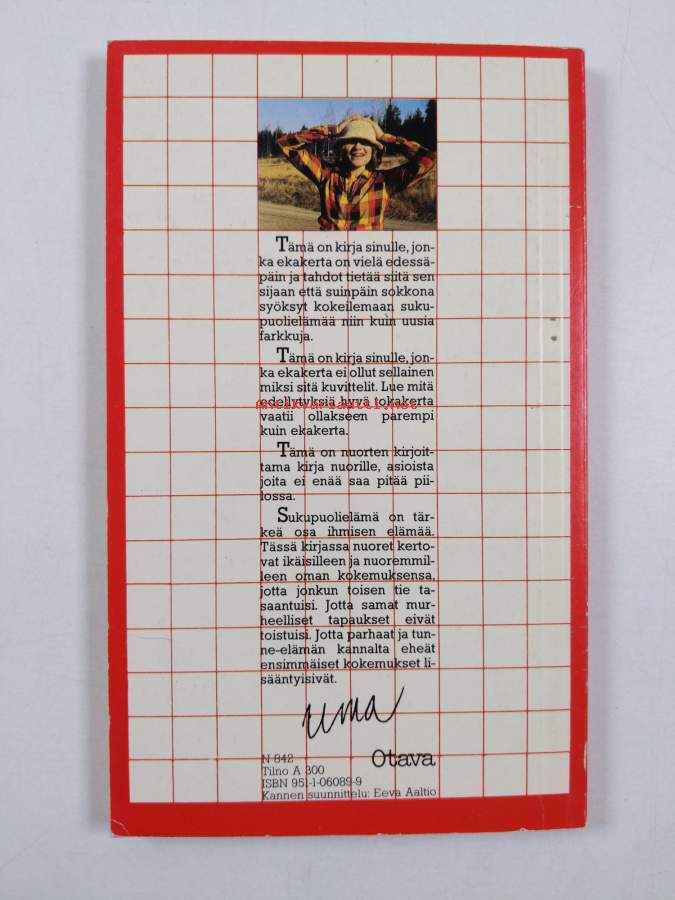 Tämä on kirja sinulle, jon-
ka ekakerta on vielä edessä-
päin ja tahdot tietää siitä sen
sijaan että suinpäin sokkona
syöksyt kokeilemaan suku-
puolielämää niin kuin uusia
farkkuja.
Tämä on kirja sinulle, jon-
ka ekakerta ei ollut sellainen
miksi sitä kuvittelit. Lue mitä
edellytyksiä hyvä tokakerta
vaatii ollakseen parempi
kuin ekakerta.
Tämä on nuorten kirjoit-
tama kirja nuorille, asioista
joita ei enää saa pitää pii-
lossa.
Sukupuolielämä on tär-
keä osa ihmisen elämää.
Tässä kirjassa nuoret kerto-
vat ikäisilleen ja nuoremmil-
leen oman kokemuksensa,
jotta jonkun toisen tie ta-
saantuisi. Jotta samat mur-
heelliset tapaukset eivät
toistuisi. Jotta parhaat ja tun-
ne-elämän kannalta eheät
ensimmäiset kokemukset li-
sääntyisivät.
uma
N 842
Otava
Tilno A 300
ISBN 951-1-06089-9
Kannen suunnittelu: Eeva Aaltio